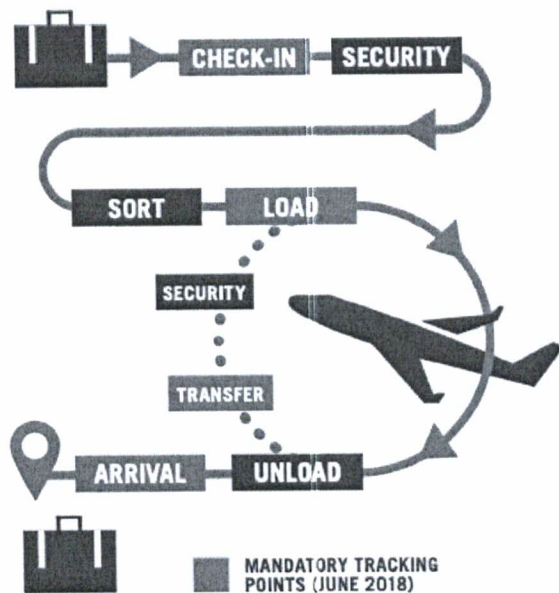 CHECK-IN
SECURITY
SORT
LOAD
SECURITY
TRANSFER
ARRIVAL
UNLOAD
MANDATORY TRACKING
POINTS (JUNE 2018)